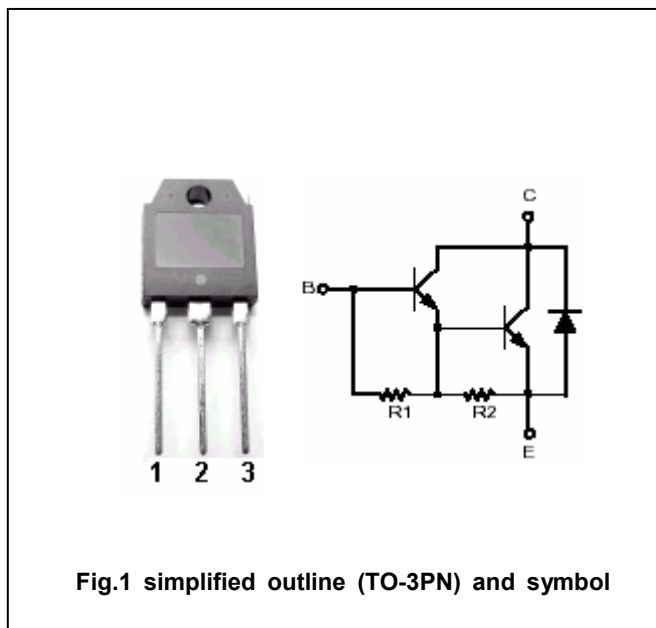 C
B
R1
R2
E
1 2 3
Fig.1 simplified outline (TO-3PN) and symbol